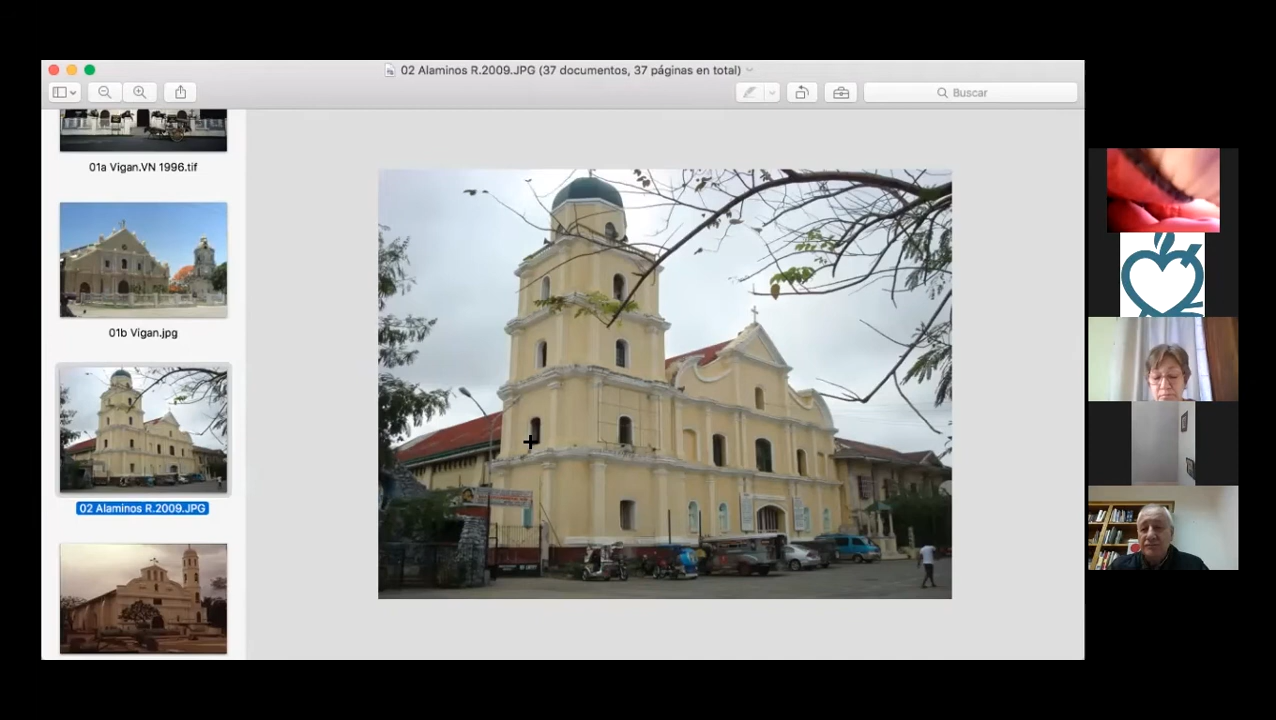 02 Alaminos R.2009.JPG (37 documentos, 37 páginas en total)
Buscar
01a Vigan.VN 1996.tif
01b Vigan.jpg
02 Alaminos R.2009.JPG